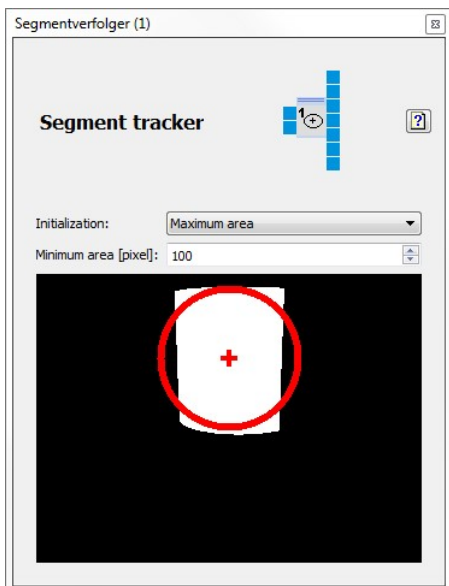 Segmentverfolger (1)
1
Segment tracker
?
Initialization: Maximum area
Minimum area [pixel]: 100